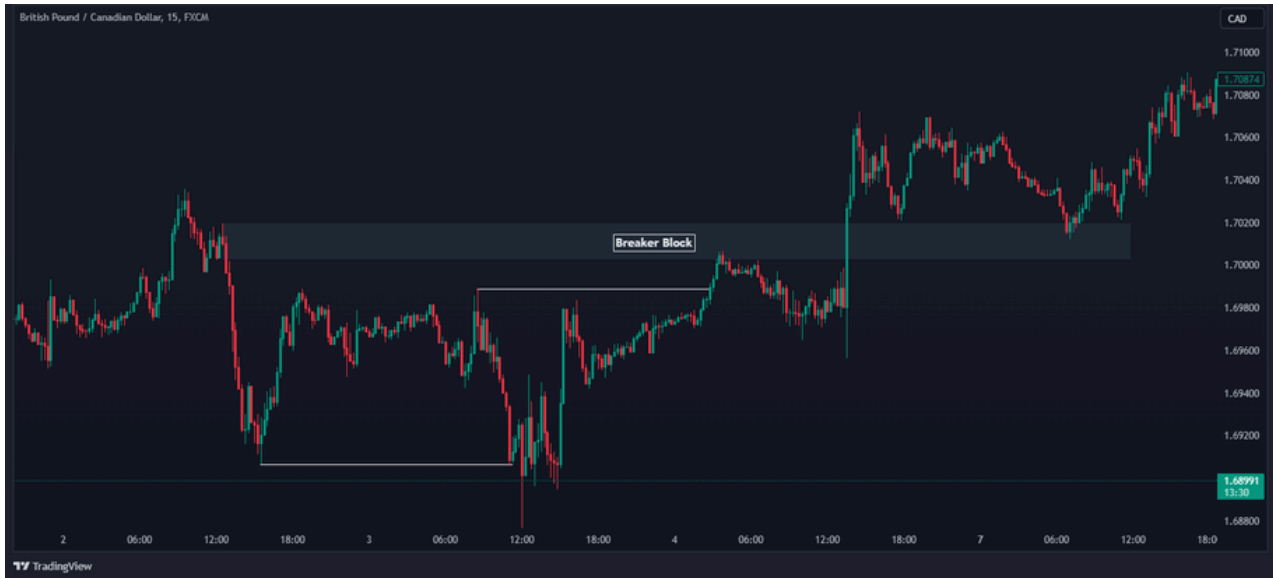 British Pound / Canadian Dollar, 15, FXCM
CAD
1.71000
1.70874
1.70800
1.70600
1.70400
1.70200
Breaker Block
1.70000
1.69800
1.69600
1.69400
1.69200
1.68991
13:30
1.68800
2 06:00 12:00 18:00 3 06:00 12:00 18:00 4 06:00 12:00 18:00 7 06:00 12:00 18:0
TradingView